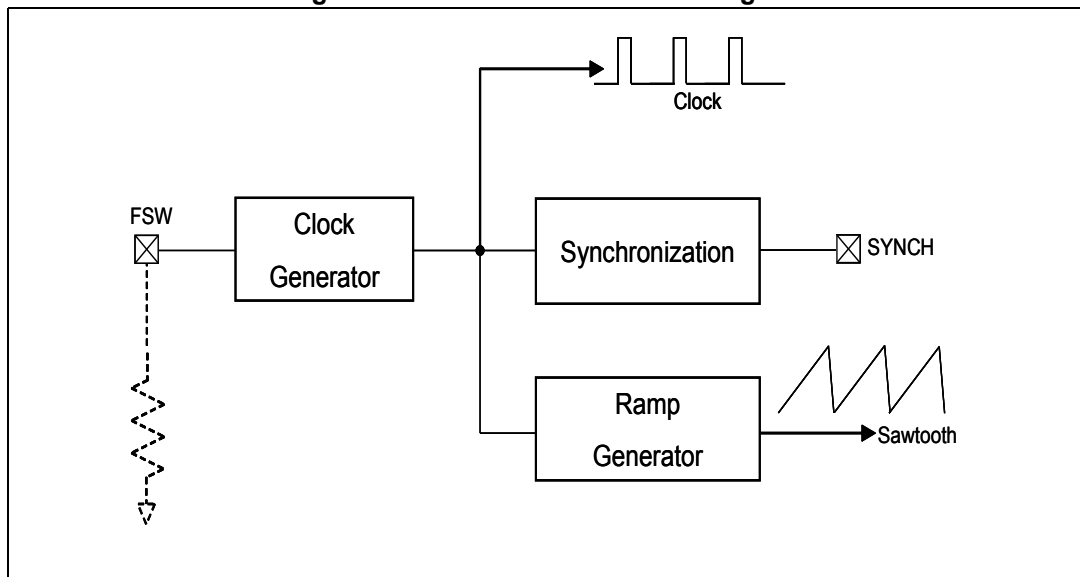 Clock
FSW
Clock
Generator
Synchronization
SYNCH
Ramp
Generator
Sawtooth